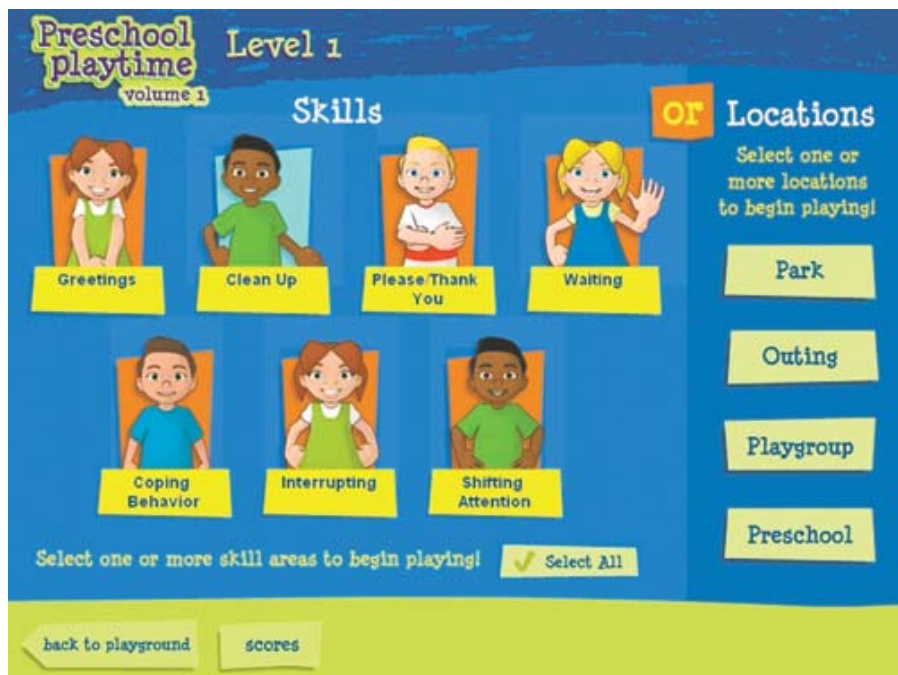 Preschool
playtime
volume 1
Level 1
Skills
or Locations
Select one or
more locations
to begin playing!
Greetings
Clean Up
Please/Thank
You
Waiting
Park
Outing
Playgroup
Preschool
Coping
Behavior
Interrupting
Shifting
Attention
Select one or more skill areas to begin playing!
Select All
back to playground
scores